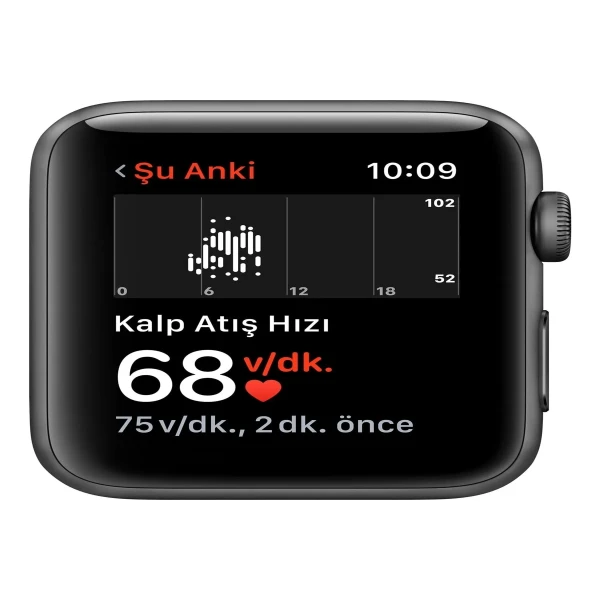 < Şu Anki 10:09
102
52
0 6 12 18
Kalp Atış Hızı
68 v/dk.
75 v/dk., 2 dk. önce